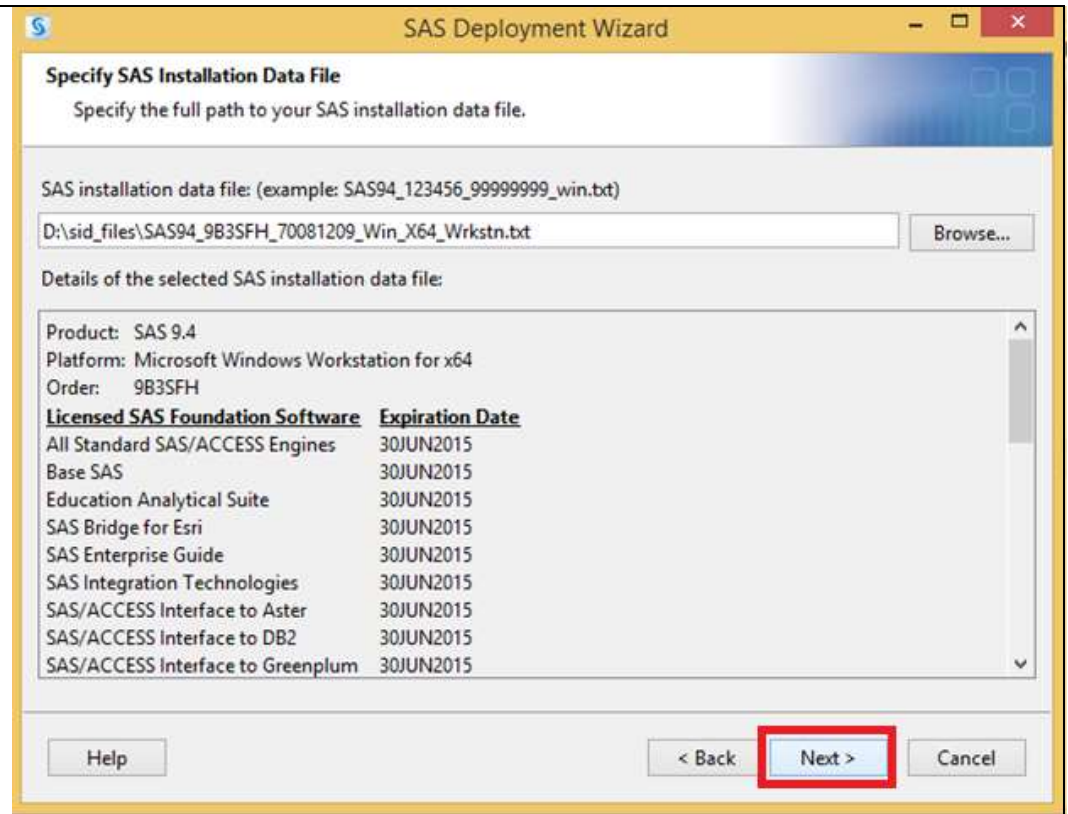 SAS Deployment Wizard
Specify SAS Installation Data File
Specify the full path to your SAS installation data file.
SAS installation data file: (example: SAS94_123456_99999999_win.txt)
D:\sid_files\SAS94_9B3SFH_70081209_Win_X64_Wrkstn.txt
Browse...
Details of the selected SAS installation data file:
Product: SAS 9.4
Platform: Microsoft Windows Workstation for x64
Order: 9B3SFH
Licensed SAS Foundation Software Expiration Date
All Standard SAS/ACCESS Engines 30JUN2015
Base SAS 30JUN2015
Education Analytical Suite 30JUN2015
SAS Bridge for Esri 30JUN2015
SAS Enterprise Guide 30JUN2015
SAS Integration Technologies 30JUN2015
SAS/ACCESS Interface to Aster 30JUN2015
SAS/ACCESS Interface to DB2 30JUN2015
SAS/ACCESS Interface to Greenplum 30JUN2015
Help < Back Next > Cancel